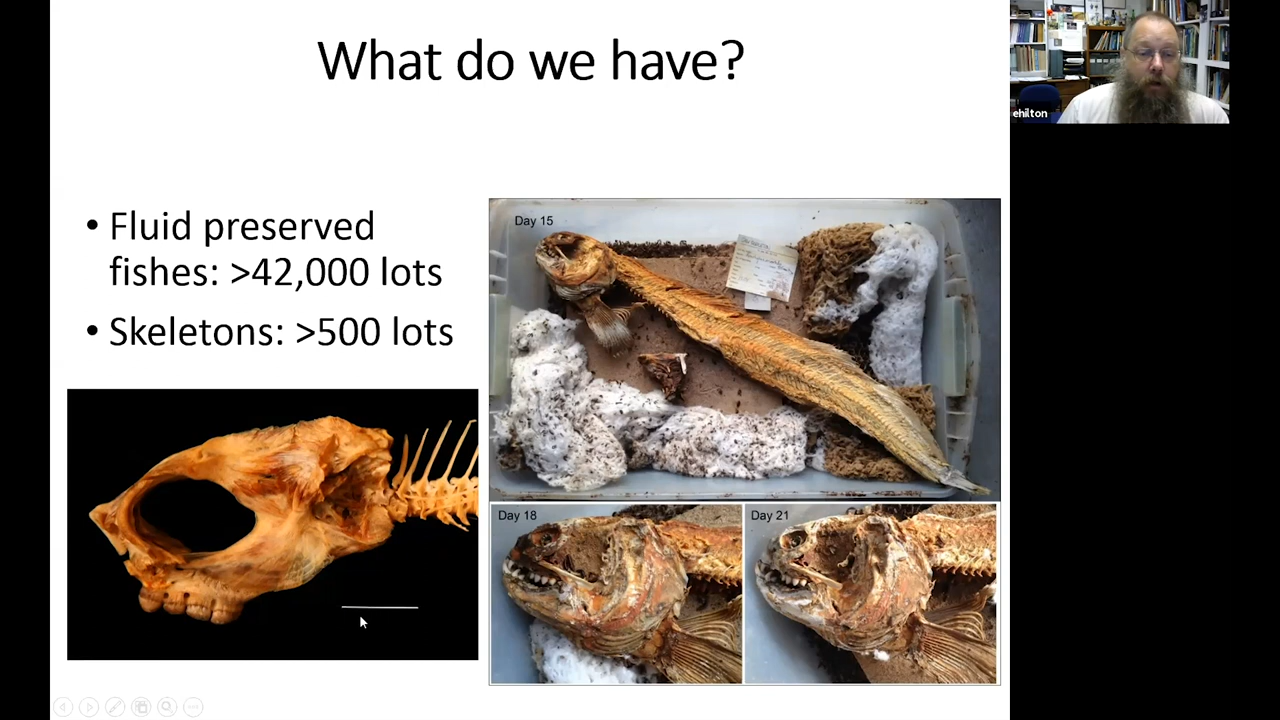 What do we have?
ehilton
• Fluid preserved
fishes: >42,000 lots
• Skeletons: >500 lots
Day 15
Day 18
Day 21